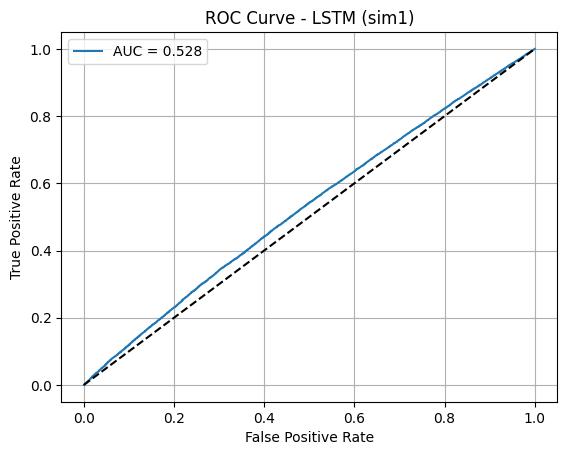 ROC Curve - LSTM (sim1)
AUC = 0.528
True Positive Rate
1.0
0.8
0.6
0.4
0.2
0.0
0.0 0.2 0.4 0.6 0.8 1.0
False Positive Rate